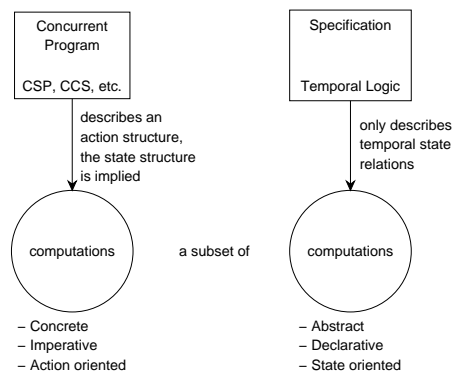 Concurrent
Program
CSP, CCS, etc.
describes an
action structure,
the state structure
is implied
computations
– Concrete
– Imperative
– Action oriented
a subset of
Specification
Temporal Logic
only describes
temporal state
relations
computations
– Abstract
– Declarative
– State oriented